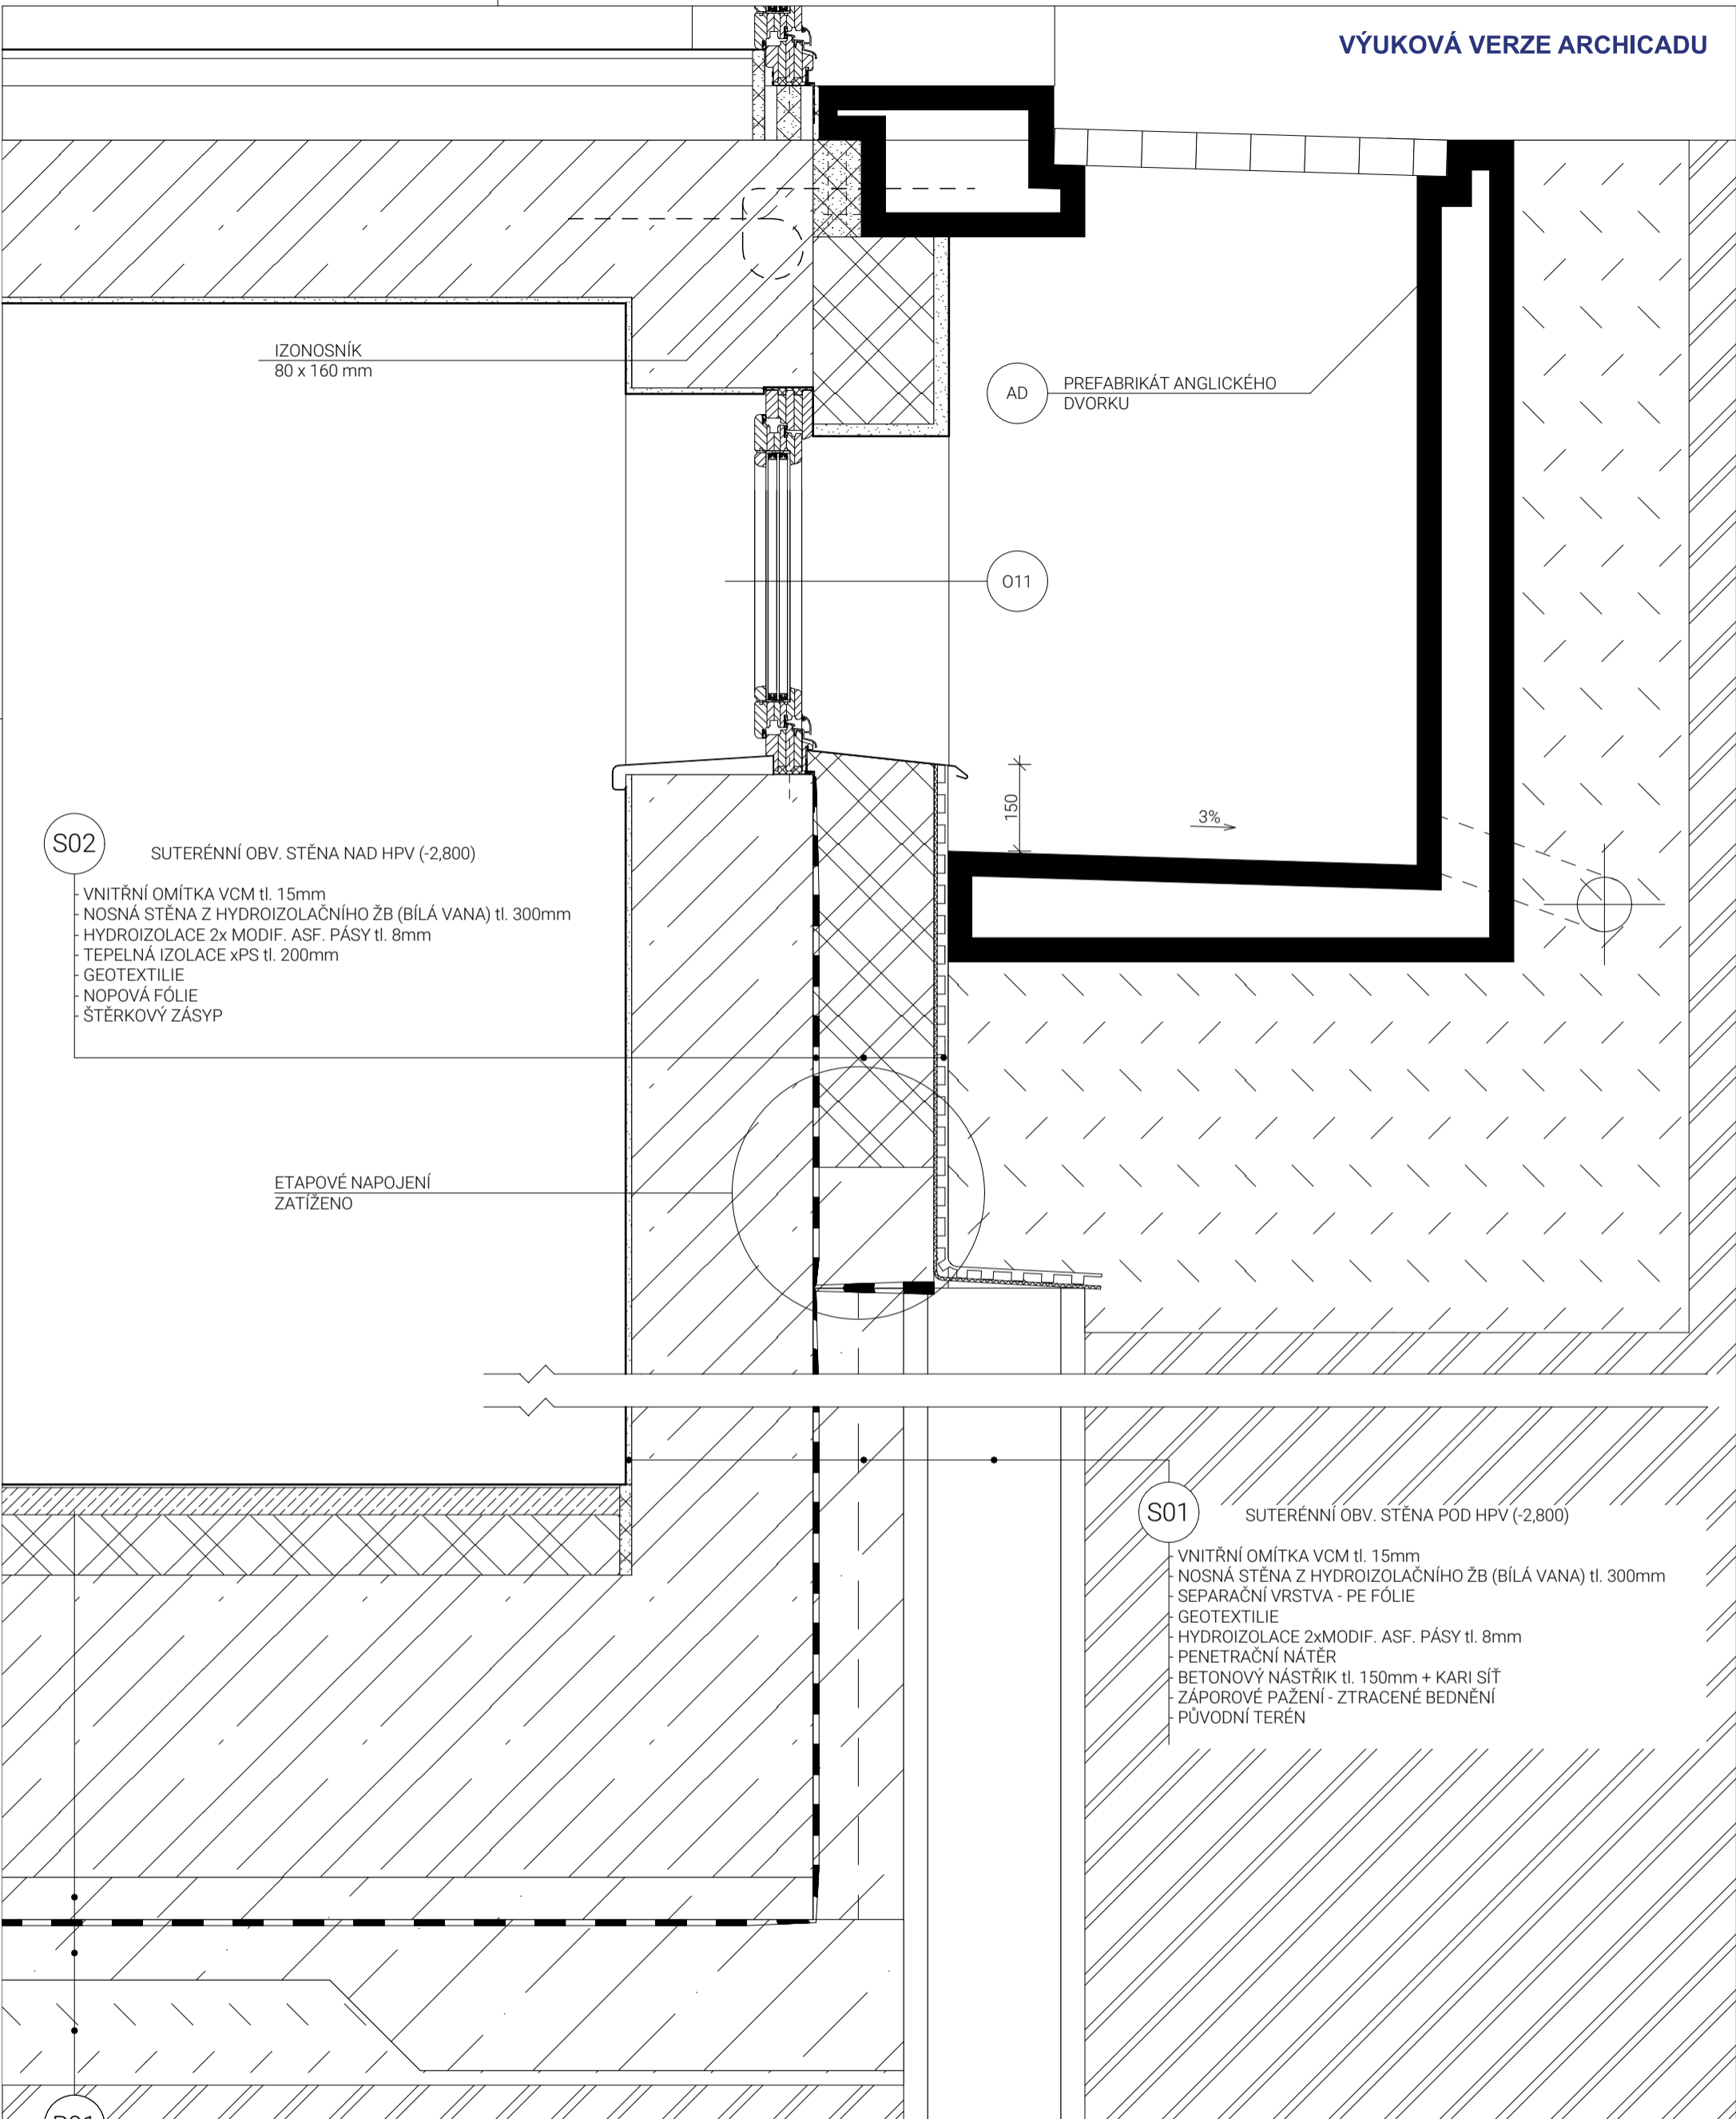 VÝUKOVÁ VERZE ARCHICADU
IZONOSNÍK
80 x 160 mm
AD
PREFABRIKÁT ANGLICKÉHO
DVORKU
O11
150
3%
S02
SUTERÉNNÍ OBV. STĚNA NAD HPV (-2,800)
- VNITŘNÍ OMÍTKA VCM tl. 15mm
- NOSNÁ STĚNA Z HYDROIZOLAČNÍHO ŽB (BÍLÁ VANA) tl. 300mm
- HYDROIZOLACE 2x MODIF. ASF. PÁSY tl. 8mm
- TEPELNÁ IZOLACE xPS tl. 200mm
- GEOTEXTILIE
- NOPOVÁ FÓLIE
- ŠTĚRKOVÝ ZÁSYP
ETAPOVÉ NAPOJENÍ
ZATÍŽENO
S01
SUTERÉNNÍ OBV. STĚNA POD HPV (-2,800)
- VNITŘNÍ OMÍTKA VCM tl. 15mm
- NOSNÁ STĚNA Z HYDROIZOLAČNÍHO ŽB (BÍLÁ VANA) tl. 300mm
- SEPARAČNÍ VRSTVA - PE FÓLIE
- GEOTEXTILIE
- HYDROIZOLACE 2xMODIF. ASF. PÁSY tl. 8mm
- PENETRAČNÍ NÁTĚR
- BETONOVÝ NÁSTŘIK tl. 150mm + KARI SÍŤ
- ZÁPOROVÉ PAŽENÍ - ZTRACENÉ BEDNĚNÍ
- PŮVODNÍ TERÉN